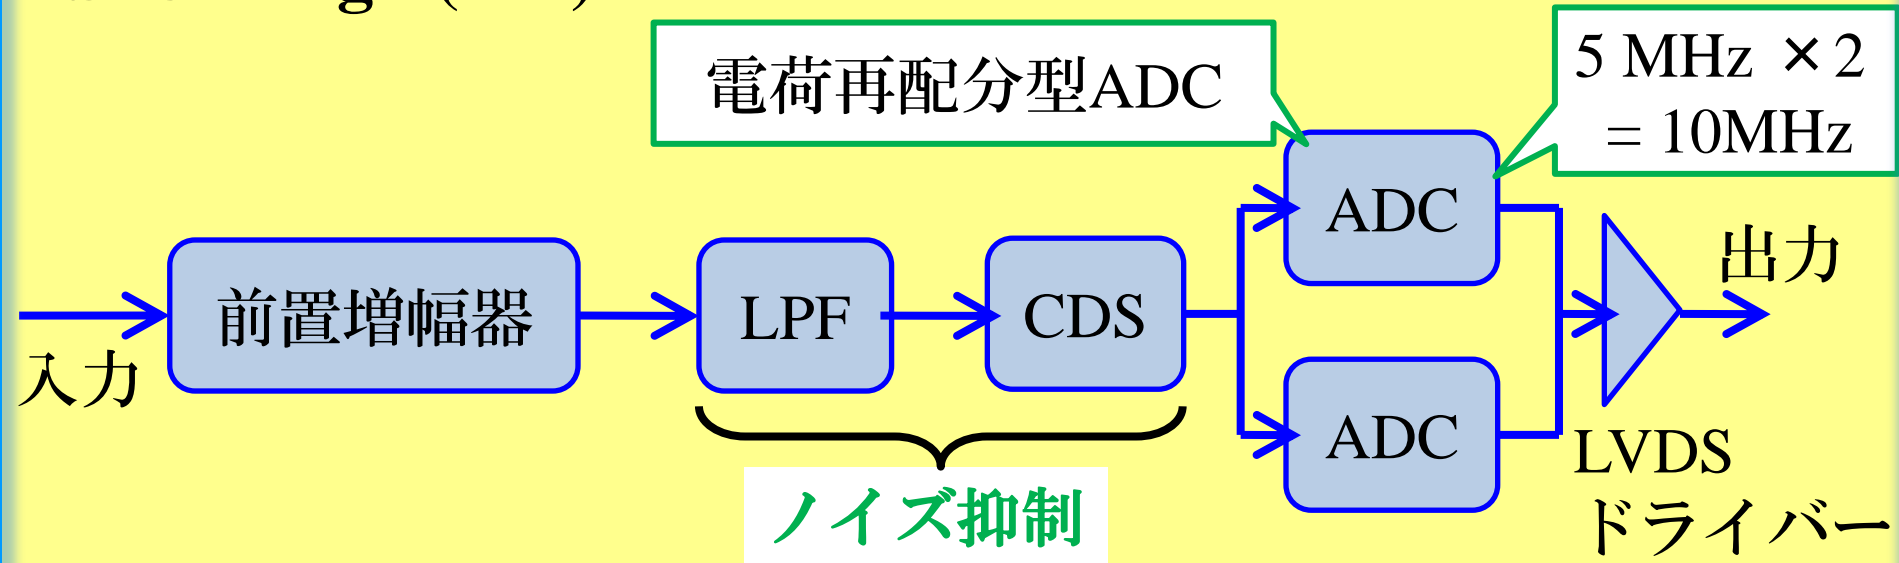 電荷再配分型ADC
5 MHz ×2
= 10MHz
ADC
出力
前置増幅器
LPF
CDS
入力
ADC
LVDS
ドライバー
ノイズ抑制